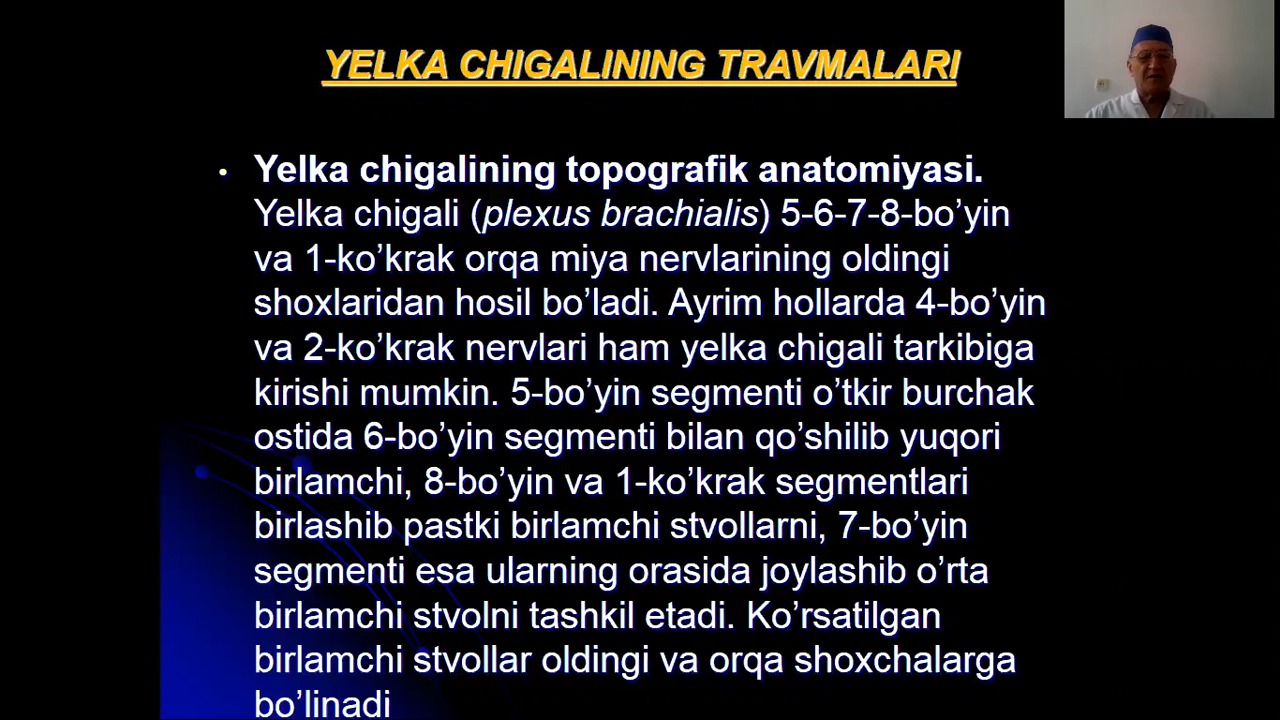 YELKA CHIGALINING TRAVMALARI
• Yelka chigalining topografik anatomiyasi.
Yelka chigali (plexus brachialis) 5-6-7-8-bo’yin
va 1-ko’krak orqa miya nervlarining oldingi
shoxlaridan hosil bo’ladi. Ayrim hollarda 4-bo’yin
va 2-ko’krak nervlari ham yelka chigali tarkibiga
kirishi mumkin. 5-bo’yin segmenti o’tkir burchak
ostida 6-bo’yin segmenti bilan qo’shilib yuqori
birlamchi, 8-bo’yin va 1-ko’krak segmentlari
birlashib pastki birlamchi stvollarni, 7-bo’yin
segmenti esa ularning orasida joylashib o’rta
birlamchi stvolni tashkil etadi. Ko’rsatilgan
birlamchi stvollar oldingi va orqa shoxchalarga
bo’linadi